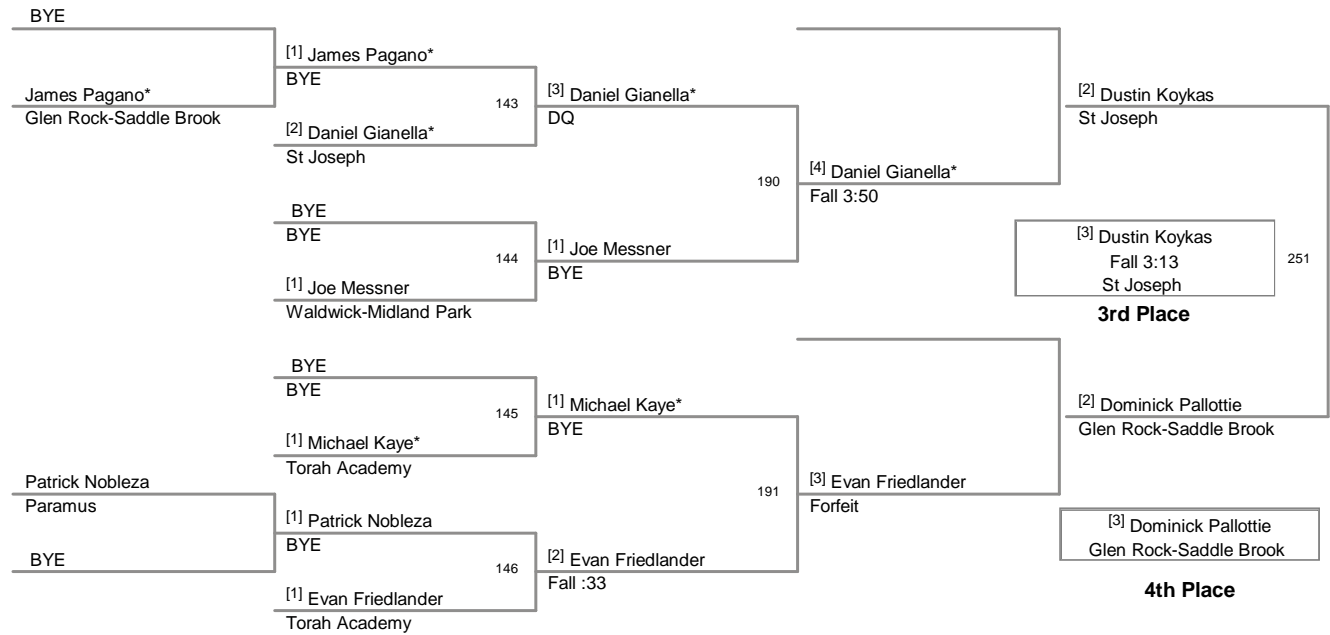 BYE
James Pagano*
Glen Rock-Saddle Brook
[1] James Pagano*
BYE
143
[2] Daniel Gianella*
St Joseph
[3] Daniel Gianella*
DQ
BYE
BYE
144
[1] Joe Messner
Waldwick-Midland Park
[1] Joe Messner
BYE
190
[4] Daniel Gianella*
Fall 3:50
[2] Dustin Koykas
St Joseph
[3] Dustin Koykas
Fall 3:13
St Joseph
3rd Place
251
BYE
BYE
145
[1] Michael Kaye*
Torah Academy
[1] Michael Kaye*
BYE
Patrick Nobleza
Paramus
BYE
[1] Patrick Nobleza
BYE
146
[1] Evan Friedlander
Torah Academy
[2] Evan Friedlander
Fall :33
191
[3] Evan Friedlander
Forfeit
[2] Dominick Pallottie
Glen Rock-Saddle Brook
[3] Dominick Pallottie
Glen Rock-Saddle Brook
4th Place